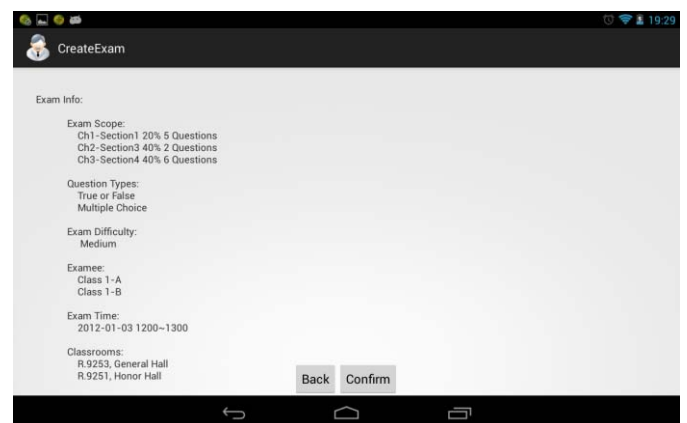 19:29
CreateExam
Exam Info:
Exam Scope:
Ch1-Section1 20% 5 Questions
Ch2-Section3 40% 2 Questions
Ch3-Section4 40% 6 Questions
Question Types:
True or False
Multiple Choice
Exam Difficulty:
Medium
Examee:
Class 1-A
Class 1-B
Exam Time:
2012-01-03 1200~1300
Classrooms:
R.9253, General Hall
R.9251, Honor Hall
Back Confirm